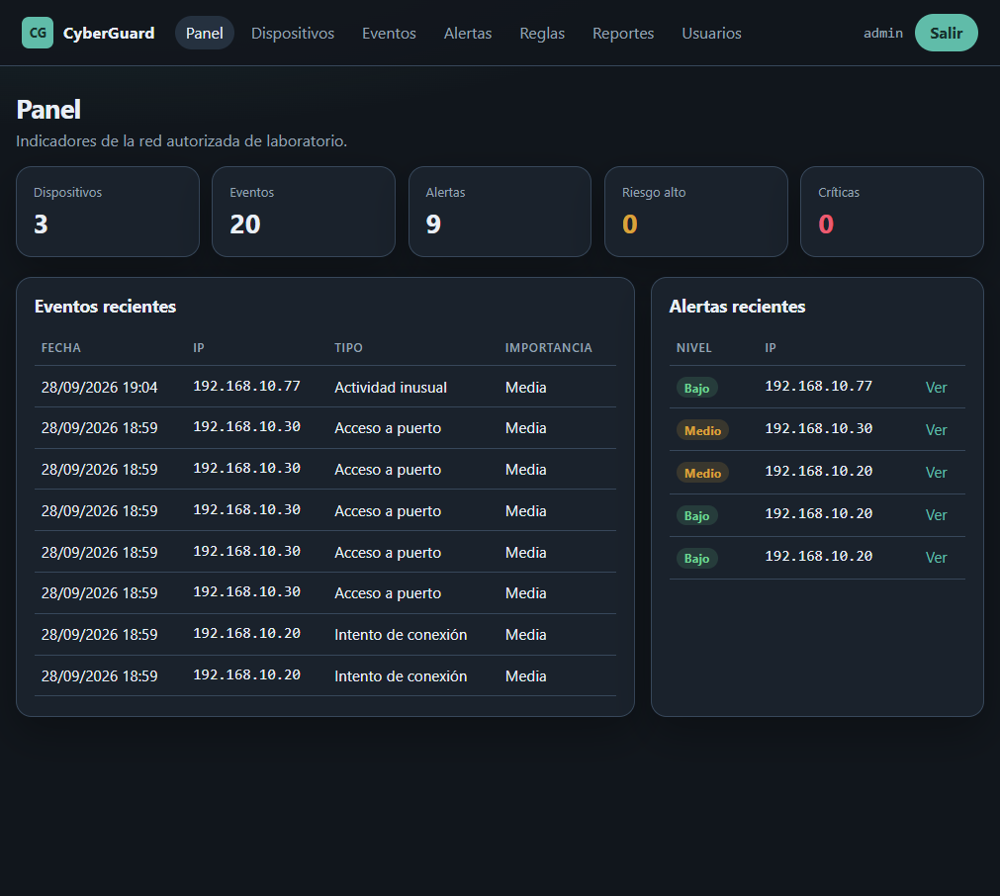 CG CyberGuard Panel Dispositivos Eventos Alertas Reglas Reportes Usuarios admin Salir
Panel
Indicadores de la red autorizada de laboratorio.
Dispositivos
3
Eventos
20
Alertas
9
Riesgo alto
0
Críticas
0
Eventos recientes
FECHA IP TIPO IMPORTANCIA
28/09/2026 19:04 192.168.10.77 Actividad inusual Media
28/09/2026 18:59 192.168.10.30 Acceso a puerto Media
28/09/2026 18:59 192.168.10.30 Acceso a puerto Media
28/09/2026 18:59 192.168.10.30 Acceso a puerto Media
28/09/2026 18:59 192.168.10.30 Acceso a puerto Media
28/09/2026 18:59 192.168.10.30 Acceso a puerto Media
28/09/2026 18:59 192.168.10.20 Intento de conexión Media
28/09/2026 18:59 192.168.10.20 Intento de conexión Media
Alertas recientes
NIVEL IP
Bajo 192.168.10.77 Ver
Medio 192.168.10.30 Ver
Medio 192.168.10.20 Ver
Bajo 192.168.10.20 Ver
Bajo 192.168.10.20 Ver